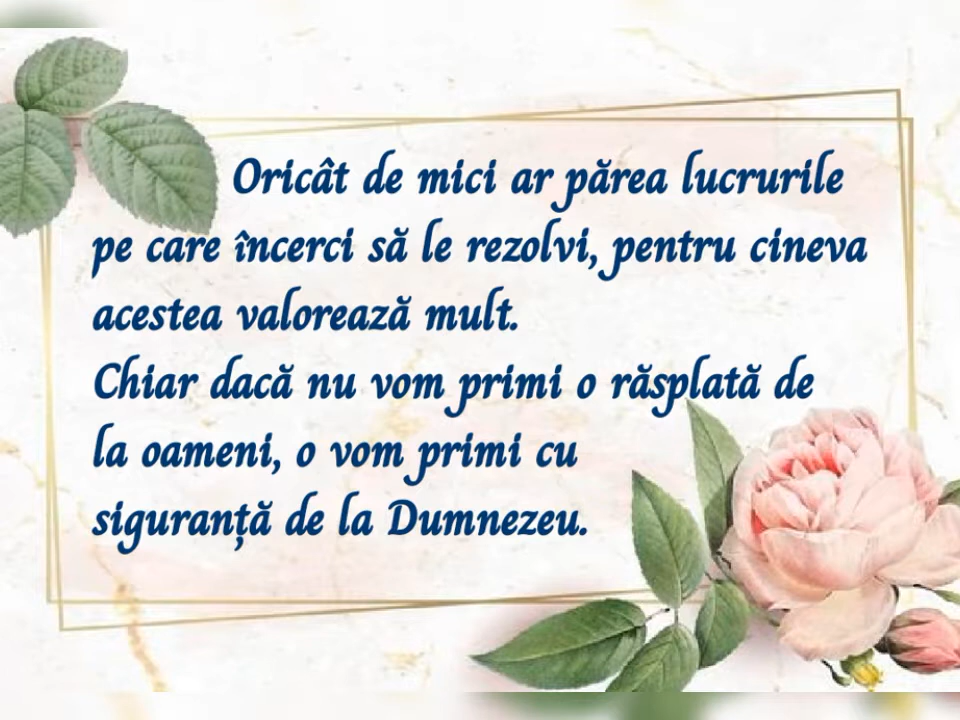 Oricât de mici ar părea lucrurile
pe care încerci să le rezolvi, pentru cineva
acestea valorează mult.
Chiar dacă nu vom primi o răsplată de
la oameni, o vom primi cu
siguranță de la Dumnezeu.